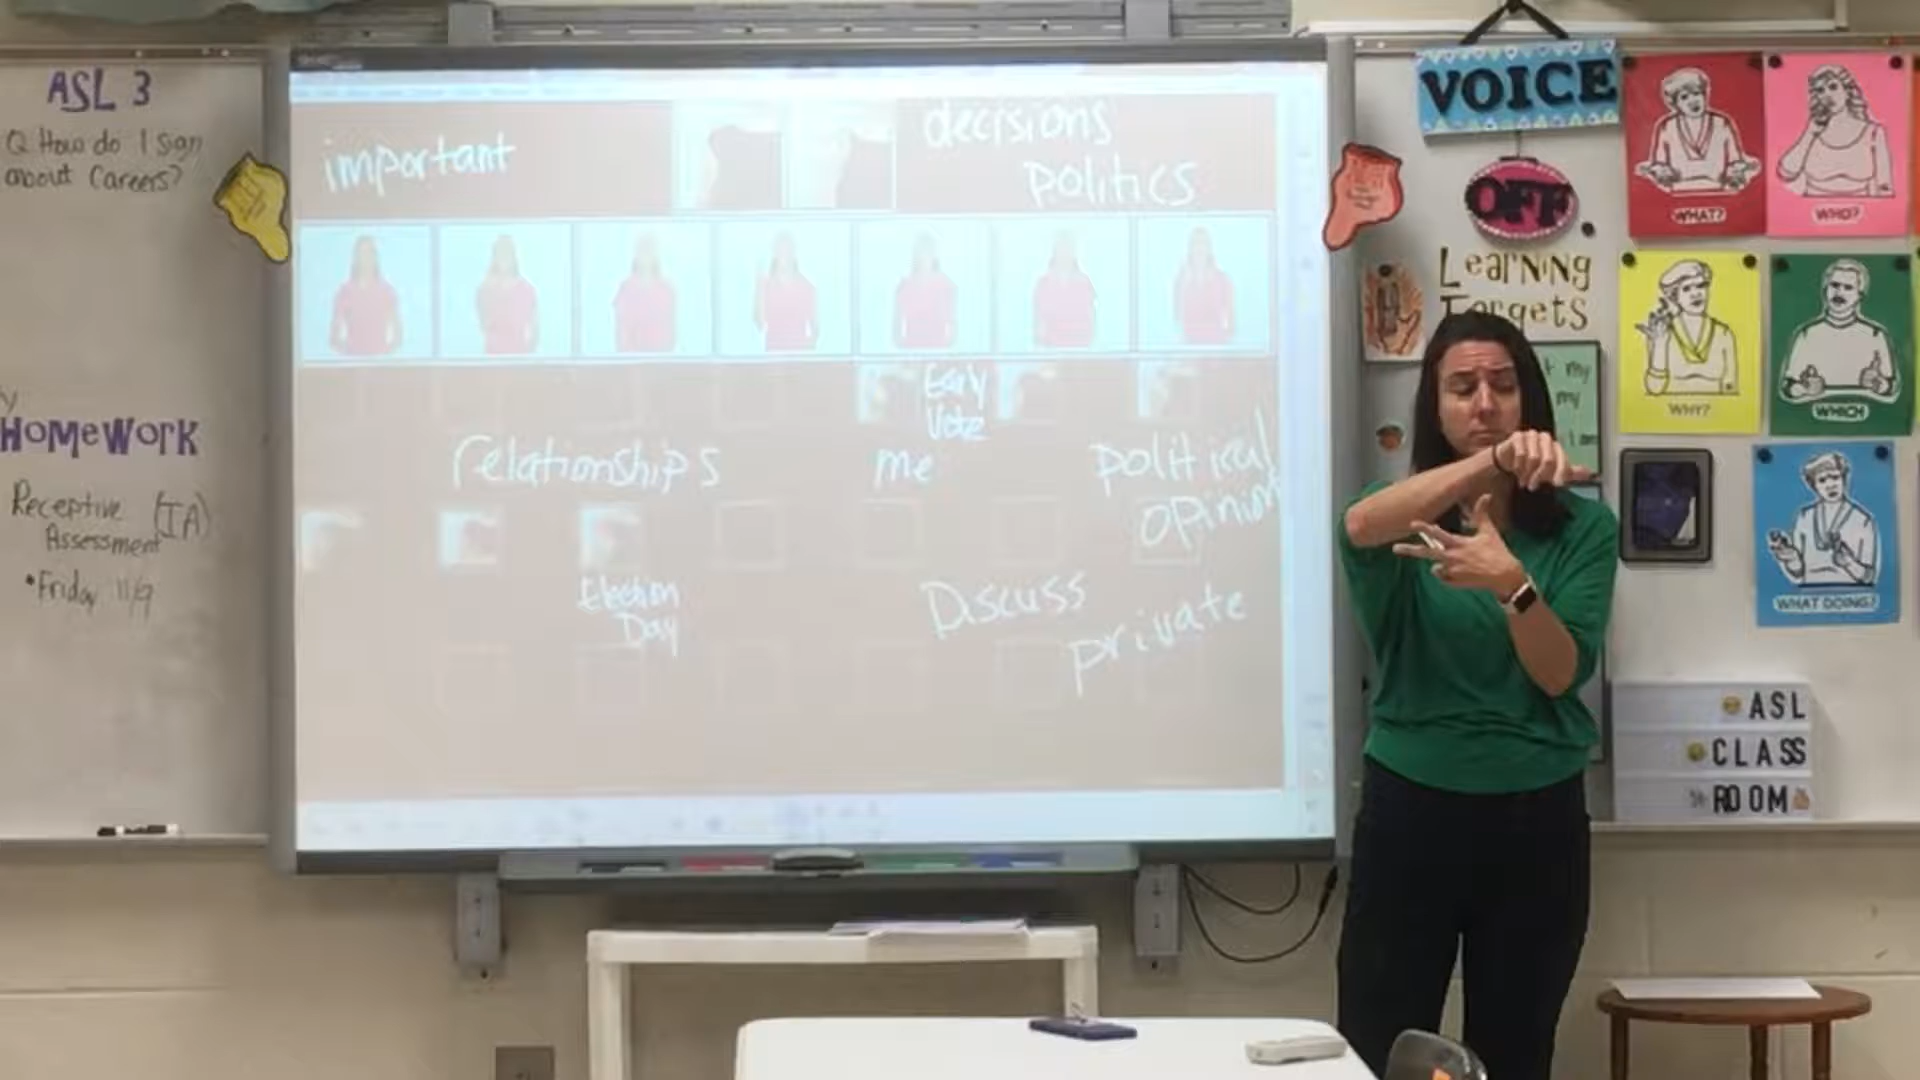 ASL 3
Q. How do I sign
about Careers?
HOMEWORK
Receptive (IA)
Assessment
•Friday 11/9
important
decisions
politics
Early
Vote
relationships
me
political
opinion
Election
Day
Discuss
private
VOICE
OFF
Learning
Targets
my
my
WHAT?
WHO?
WHY?
WHICH
WHAT DOING?
ASL
CLASS
ROOM